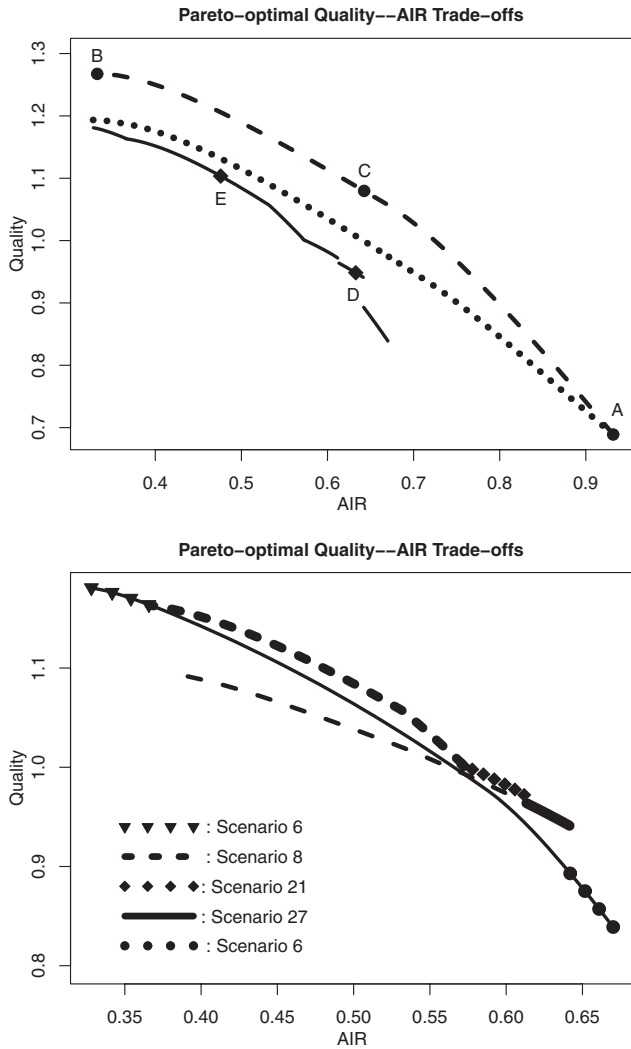 Pareto-optimal Quality--AIR Trade-offs
1.3
1.2
1.1
1.0
0.9
0.8
0.7
Quality
B
C
E
D
A
0.4 0.5 0.6 0.7 0.8 0.9
AIR
Pareto-optimal Quality--AIR Trade-offs
1.1
1.0
0.9
0.8
Quality
: Scenario 6
: Scenario 8
: Scenario 21
: Scenario 27
: Scenario 6
0.35 0.40 0.45 0.50 0.55 0.60 0.65
AIR